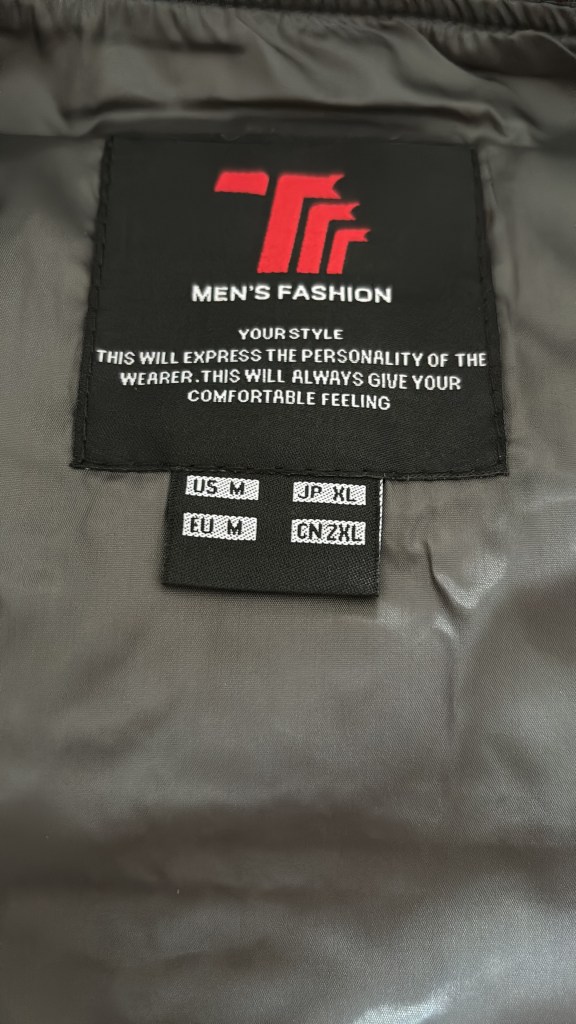 MEN'S FASHION
YOUR STYLE
THIS WILL EXPRESS THE PERSONALITY OF THE
WEARER.THIS WILL ALWAYS GIVE YOUR
COMFORTABLE FEELING
US M JP XL
EU M CN 2XL